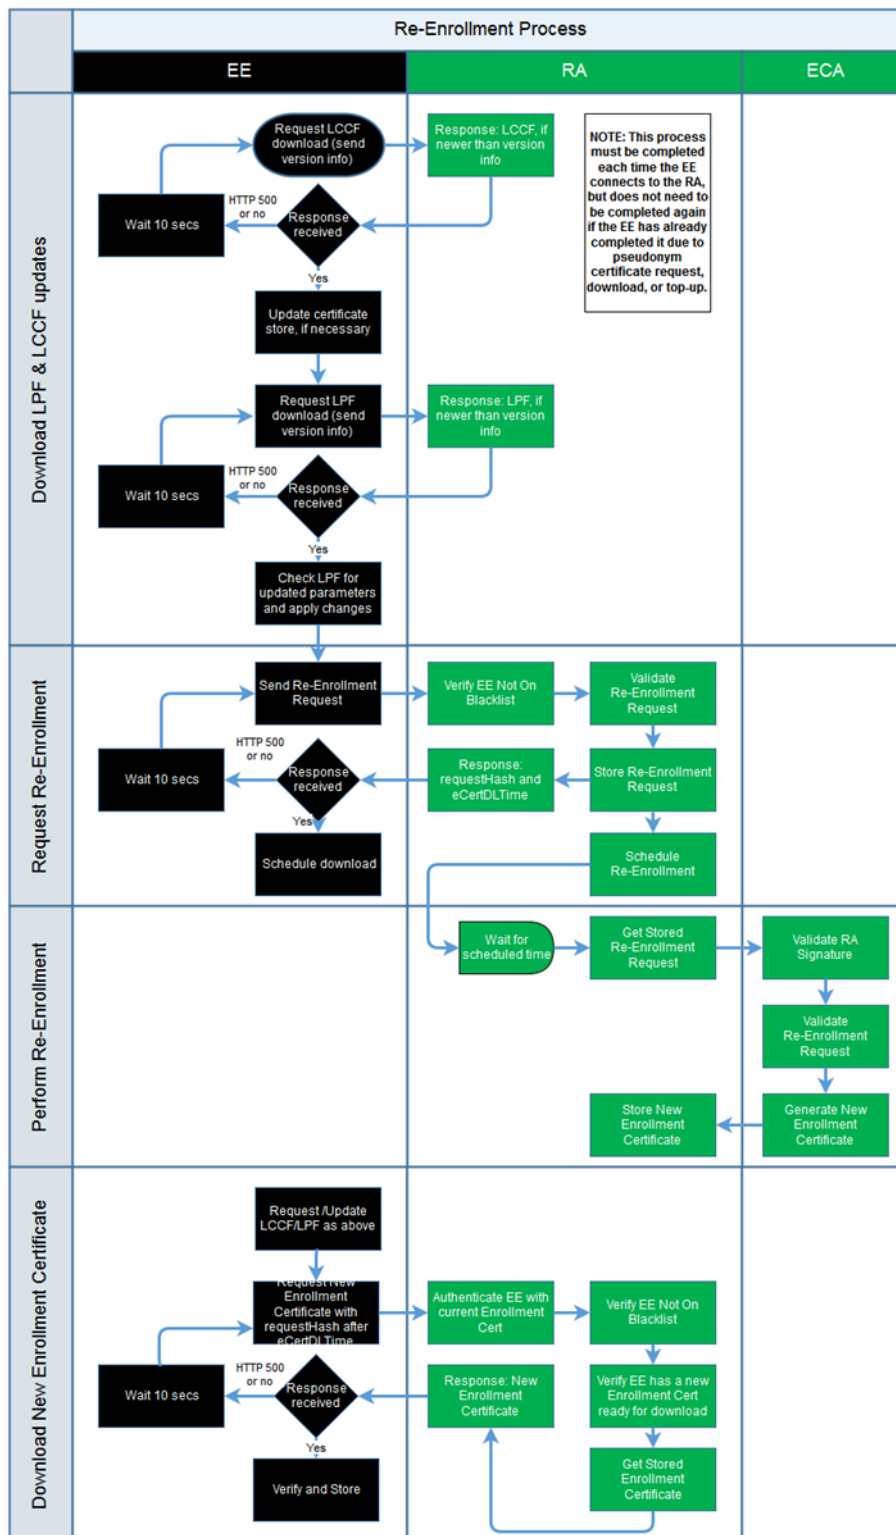 Re-Enrollment Process
EE
RA
ECA
Download LPF & LCCF updates
Request LCCF
download (send
version info)
Response: LCCF, if
newer than version
info
NOTE: This process
must be completed
each time the EE
connects to the RA,
but does not need to
be completed again
if the EE has already
completed it due to
pseudonym
certificate request,
download, or top-up.
Wait 10 secs
HTTP 500
or no
Response
received
Yes
Update certificate
store, if necessary
Request LPF
download (send
version info)
Response: LPF, if
newer than version
info
Wait 10 secs
HTTP 500
or no
Response
received
Yes
Check LPF for
updated parameters
and apply changes
Request Re-Enrollment
Send Re-Enrollment
Request
Verify EE Not On
Blacklist
Validate
Re-Enrollment
Request
Wait 10 secs
HTTP 500
or no
Response
received
Response:
requestHash and
eCertDLTime
Store Re-Enrollment
Request
Yes
Schedule download
Schedule
Re-Enrollment
Perform Re-Enrollment
Wait for
scheduled time
Get Stored
Re-Enrollment
Request
Validate RA
Signature
Validate
Re-Enrollment
Request
Store New
Enrollment
Certificate
Generate New
Enrollment
Certificate
Download New Enrollment Certificate
Request /Update
LCCF/LPF as above
Request New
Enrollment
Certificate with
requestHash after
eCertDLTime
Authenticate EE with
current Enrollment
Cert
Verify EE Not On
Blacklist
Wait 10 secs
HTTP 500
or no
Response
received
Response: New
Enrollment
Certificate
Verify EE has a new
Enrollment Cert
ready for download
Yes
Verify and Store
Get Stored
Enrollment
Certificate